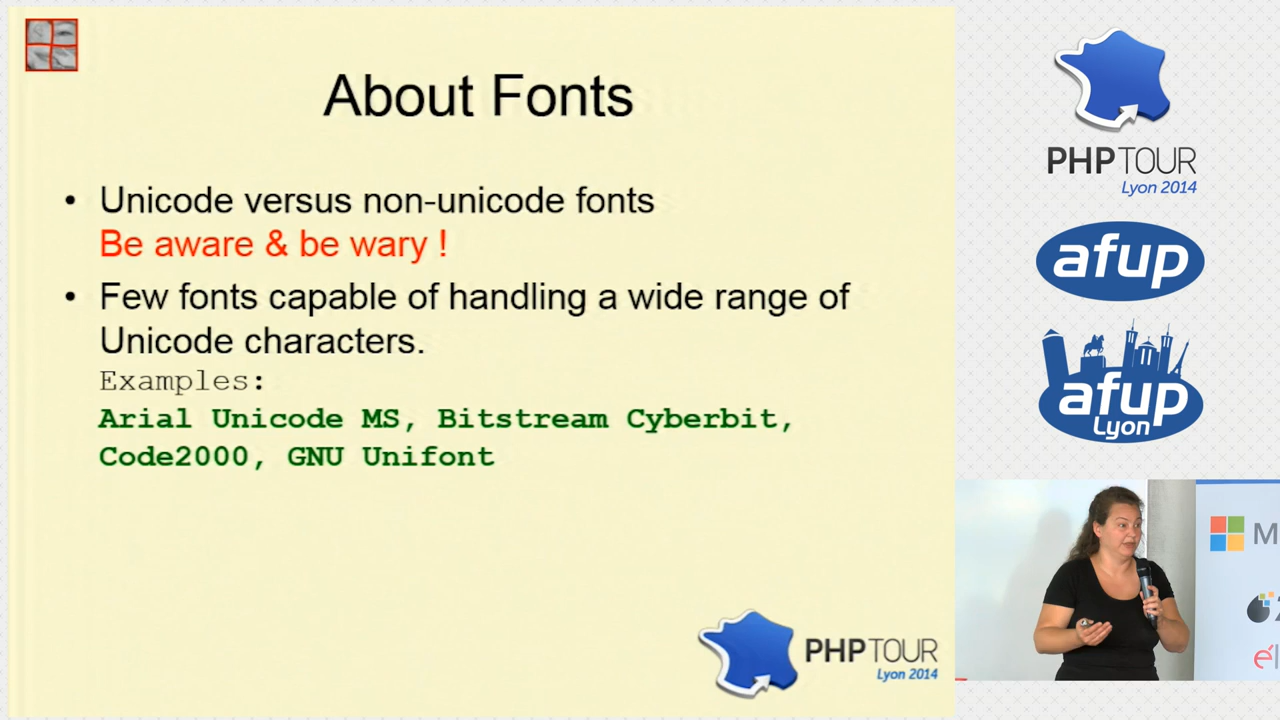 About Fonts
• Unicode versus non-unicode fonts
Be aware & be wary !
• Few fonts capable of handling a wide range of
Unicode characters.
Examples:
Arial Unicode MS, Bitstream Cyberbit,
Code2000, GNU Unifont
PHPTOUR
Lyon 2014
PHPTOUR
Lyon 2014
afup
afup
Lyon